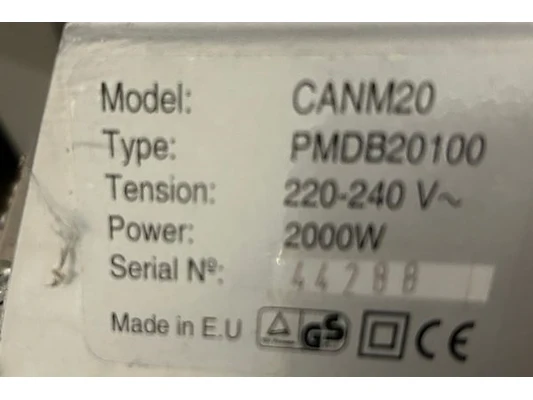 Model: CANM20
Type: PMDB20100
Tension: 220-240 V~
Power: 2000W
Serial Nº: 44288
Made in E.U GS CE